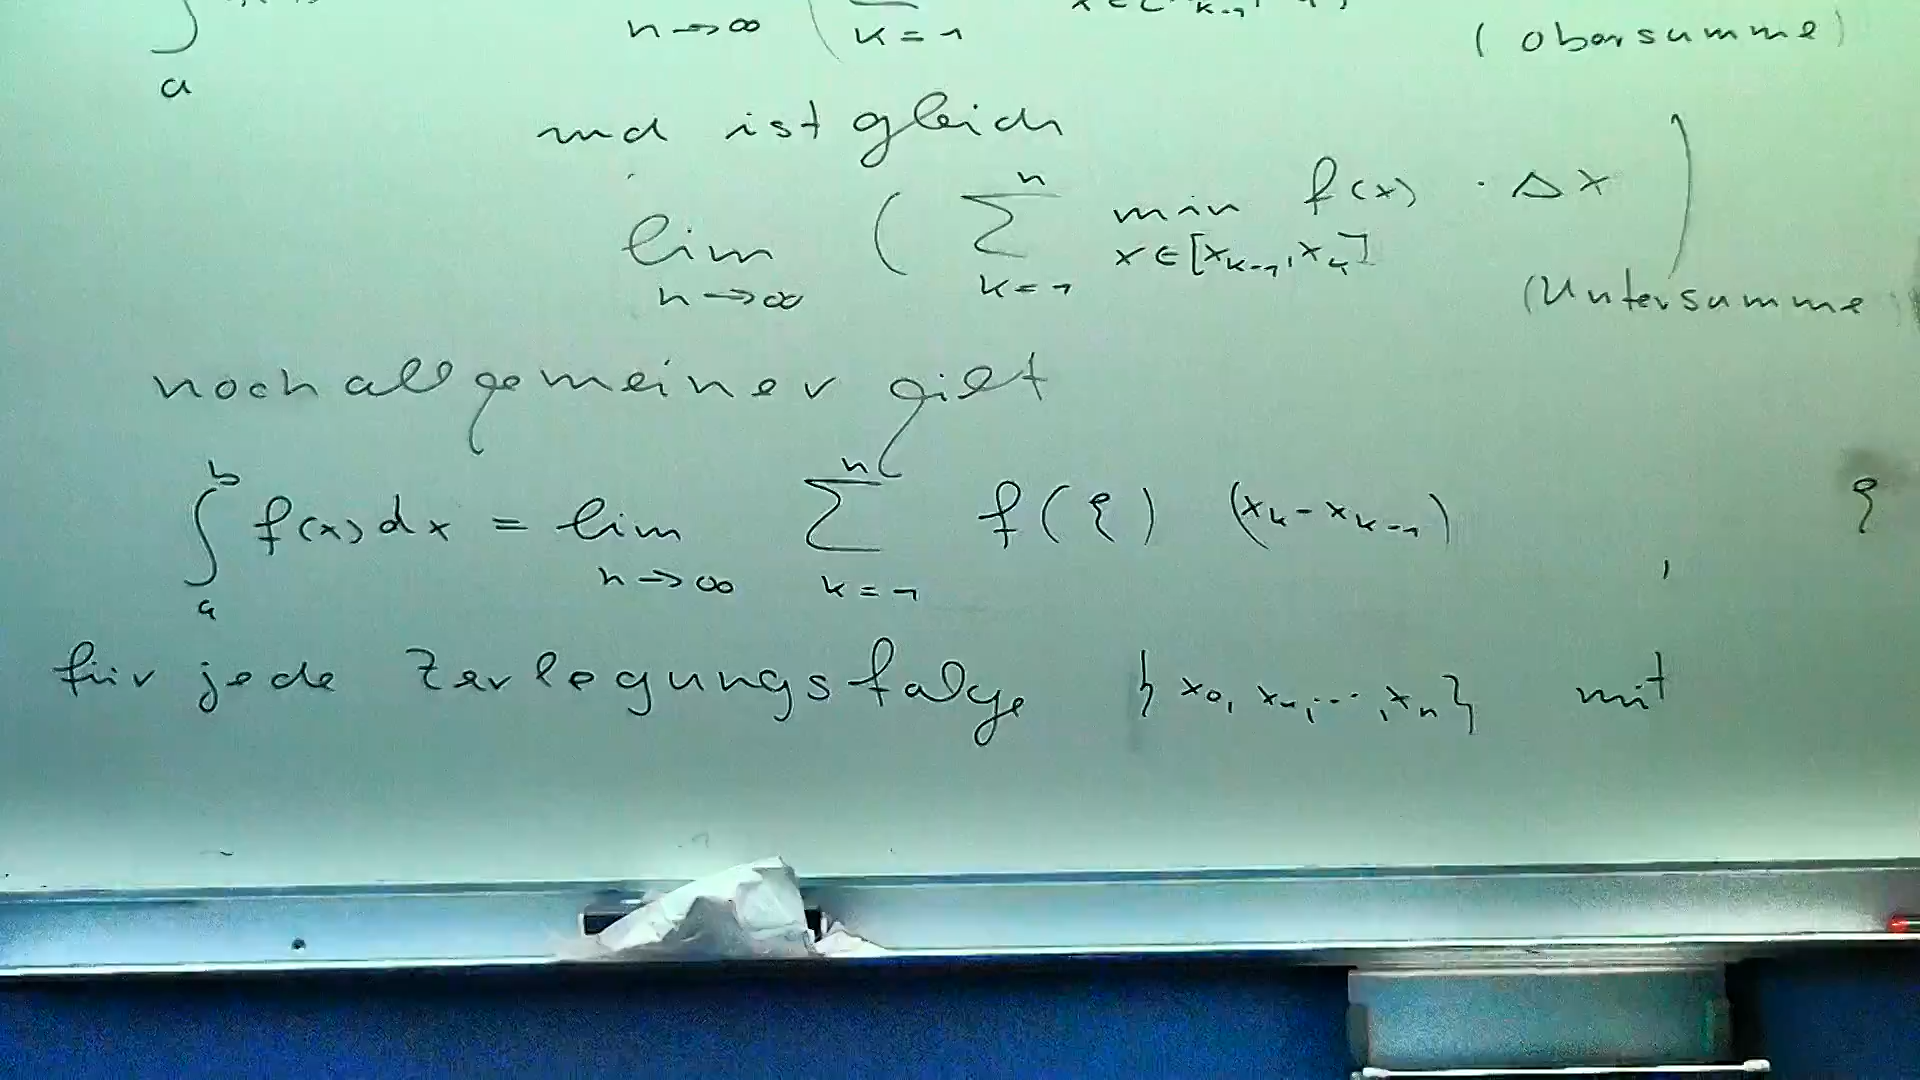 a n→∞ ( k=1 (Obersumme)
und ist gleich
lim n→∞ ( ∑ k=1 n min x∈[x_{k-1}, x_k] f(x) · Δx )
(Untersumme
noch allgemeiner gilt
∫_a^b f(x) dx = lim n→∞ ∑ k=1 n f(ξ) (x_k - x_{k-1}) , ξ
für jede Zerlegungsfolge {x_0, x_1, ..., x_n} mit